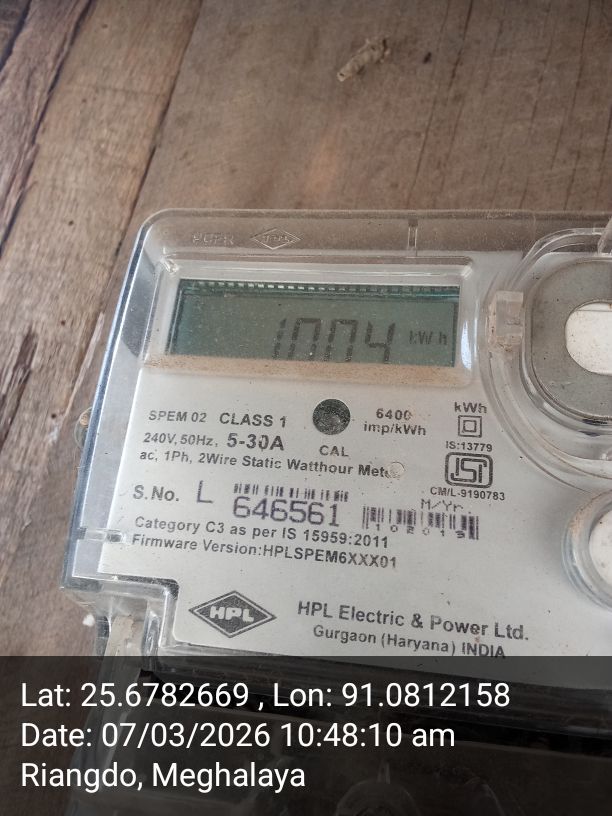 1004 kWh
SPEM 02 CLASS 1
6400
imp/kWh
kWh
240V,50Hz, 5-30A
CAL
IS:13779
ac, 1Ph, 2Wire Static Watthour Meter
ISI
CM/L-9190783
S.No. L 646561
M/Yr.
102019
Category C3 as per IS 15959:2011
Firmware Version:HPLSPEM6XXX01
HPL
HPL Electric & Power Ltd.
Gurgaon (Haryana) INDIA
Lat: 25.6782669 , Lon: 91.0812158
Date: 07/03/2026 10:48:10 am
Riangdo, Meghalaya